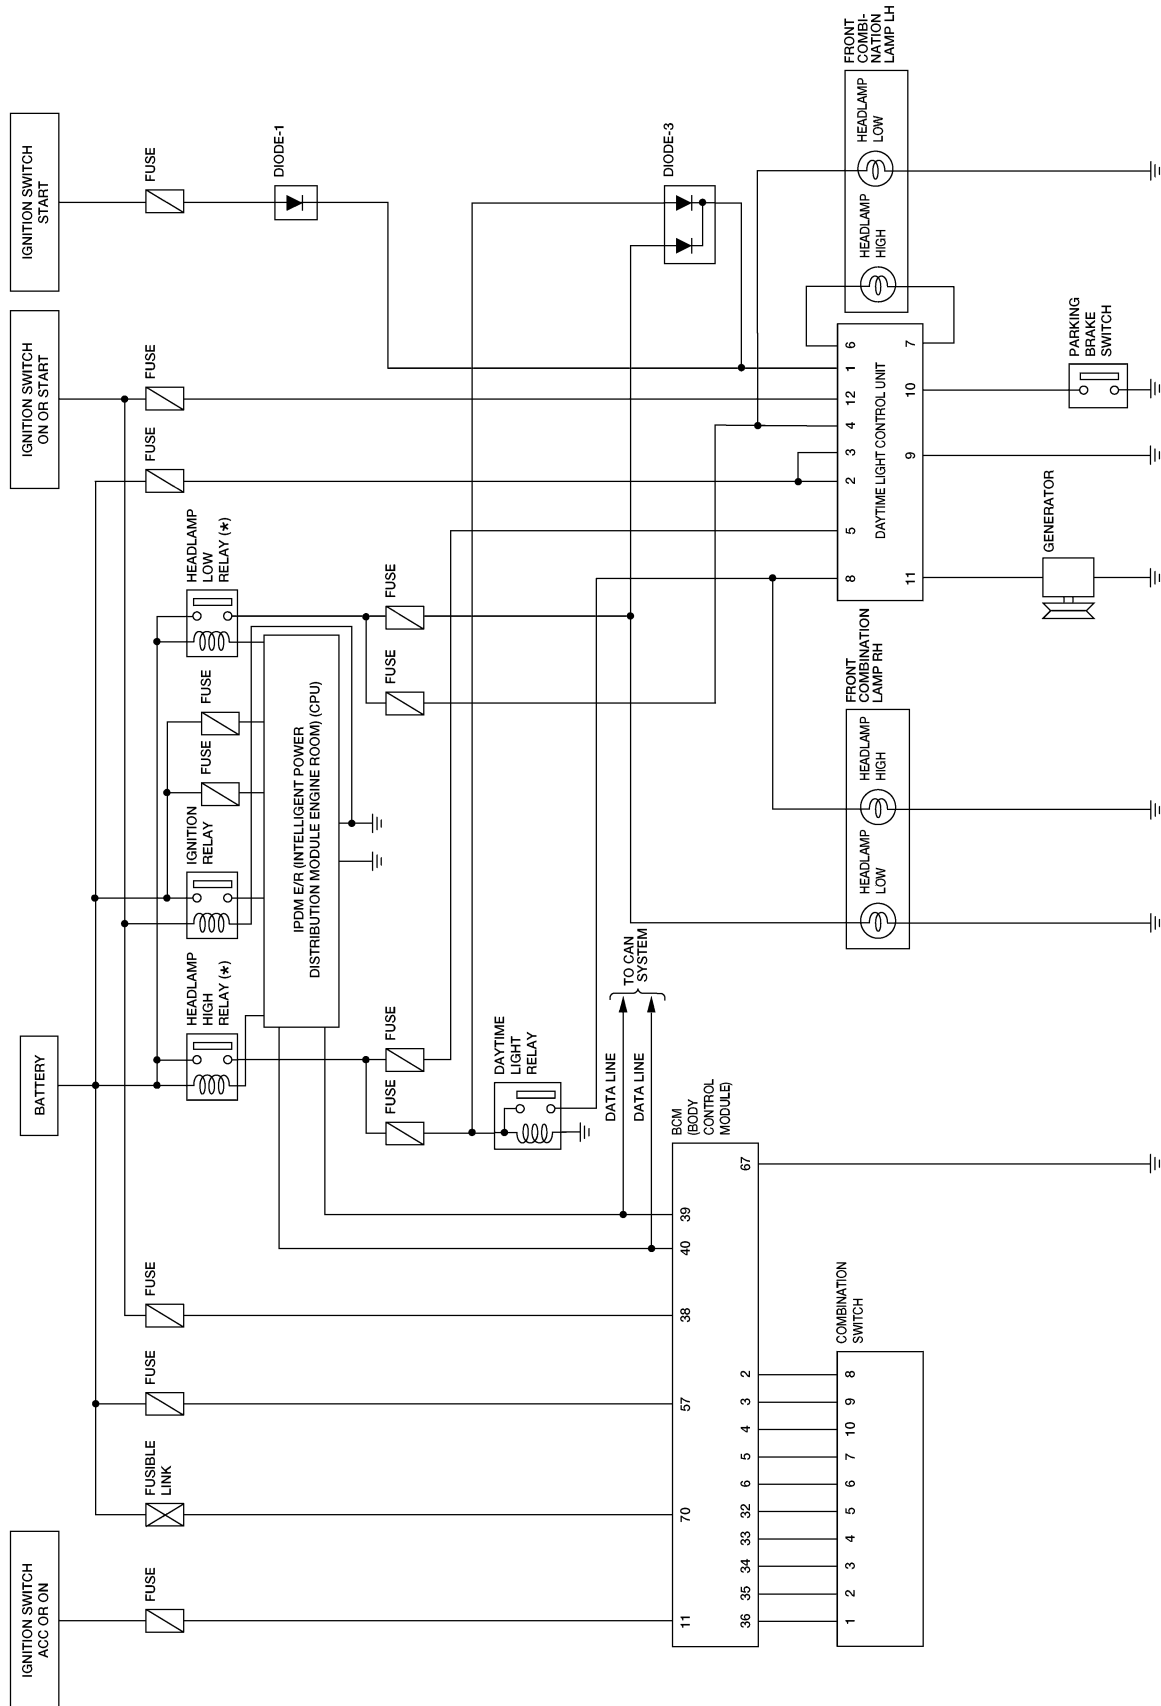 IGNITION SWITCH
ACC OR ON
BATTERY
IGNITION SWITCH
ON OR START
IGNITION SWITCH
START
FUSE
FUSIBLE
LINK
FUSE
FUSE
FUSE
FUSE
FUSE
HEADLAMP
HIGH
RELAY (*)
IGNITION
RELAY
FUSE
FUSE
HEADLAMP
LOW
RELAY (*)
DIODE-1
IPDM E/R (INTELLIGENT POWER
DISTRIBUTION MODULE ENGINE ROOM) (CPU)
FUSE
FUSE
FUSE
FUSE
DAYTIME
LIGHT
RELAY
DATA LINE
DATA LINE
TO CAN
SYSTEM
DIODE-3
BCM
(BODY
CONTROL
MODULE)
11
70
57
38
40
39
67
36
35
34
33
32
6
5
4
3
2
COMBINATION
SWITCH
1
2
3
4
5
6
7
10
9
8
FRONT
COMBINATION
LAMP RH
HEADLAMP
LOW
HEADLAMP
HIGH
DAYTIME LIGHT CONTROL UNIT
8
5
2
3
4
12
1
6
11
9
10
7
FRONT
COMBI-
NATION
LAMP LH
HEADLAMP
HIGH
HEADLAMP
LOW
GENERATOR
PARKING
BRAKE
SWITCH